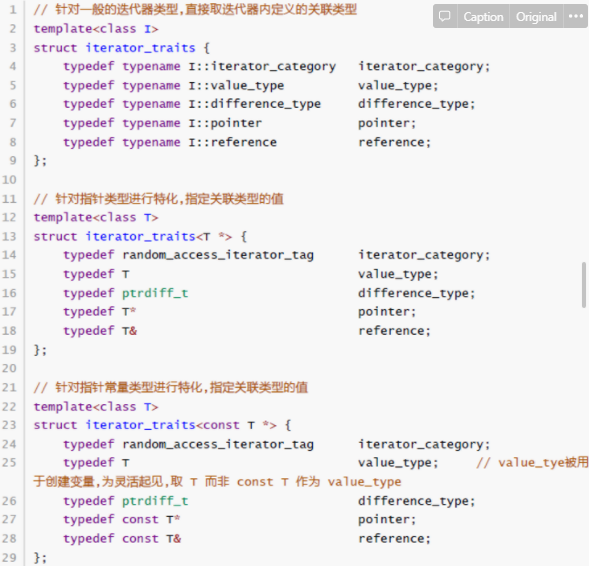 Caption Original
1 // 针对一般的迭代器类型,直接取迭代器内定义的关联类型
2 template<class I>
3 struct iterator_traits {
4     typedef typename I::iterator_category   iterator_category;
5     typedef typename I::value_type          value_type;
6     typedef typename I::difference_type     difference_type;
7     typedef typename I::pointer             pointer;
8     typedef typename I::reference           reference;
9 };
10
11 // 针对指针类型进行特化,指定关联类型的值
12 template<class T>
13 struct iterator_traits<T *> {
14     typedef random_access_iterator_tag      iterator_category;
15     typedef T                               value_type;
16     typedef ptrdiff_t                       difference_type;
17     typedef T*                              pointer;
18     typedef T&                              reference;
19 };
20
21 // 针对指针常量类型进行特化,指定关联类型的值
22 template<class T>
23 struct iterator_traits<const T *> {
24     typedef random_access_iterator_tag      iterator_category;
25     typedef T                               value_type;     // value_tye被用
于创建变量,为灵活起见,取 T 而非 const T 作为 value_type
26     typedef ptrdiff_t                       difference_type;
27     typedef const T*                        pointer;
28     typedef const T&                        reference;
29 };